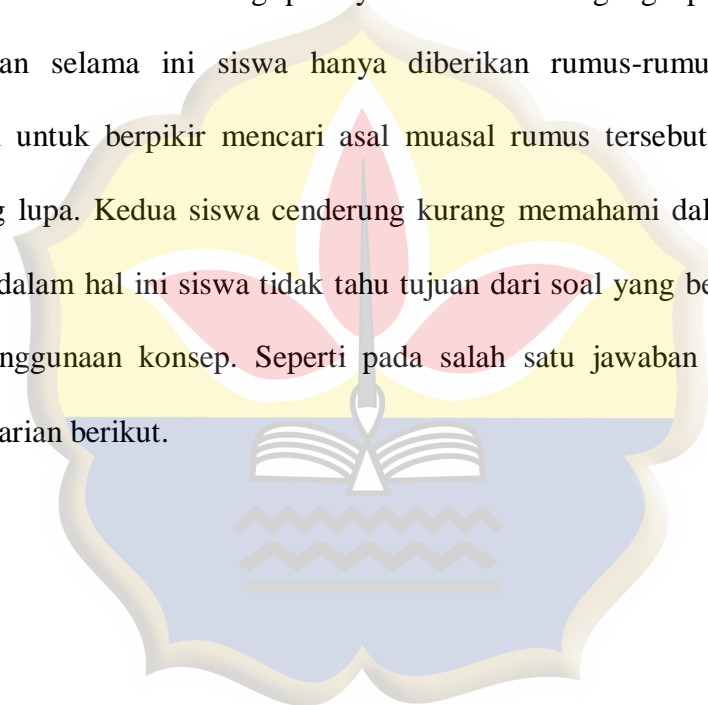 an selama ini siswa hanya diberikan rumus-rumu
untuk berpikir mencari asal muasal rumus tersebut
lupa. Kedua siswa cenderung kurang memahami dal
dalam hal ini siswa tidak tahu tujuan dari soal yang be
nggunaan konsep. Seperti pada salah satu jawaban
arian berikut.